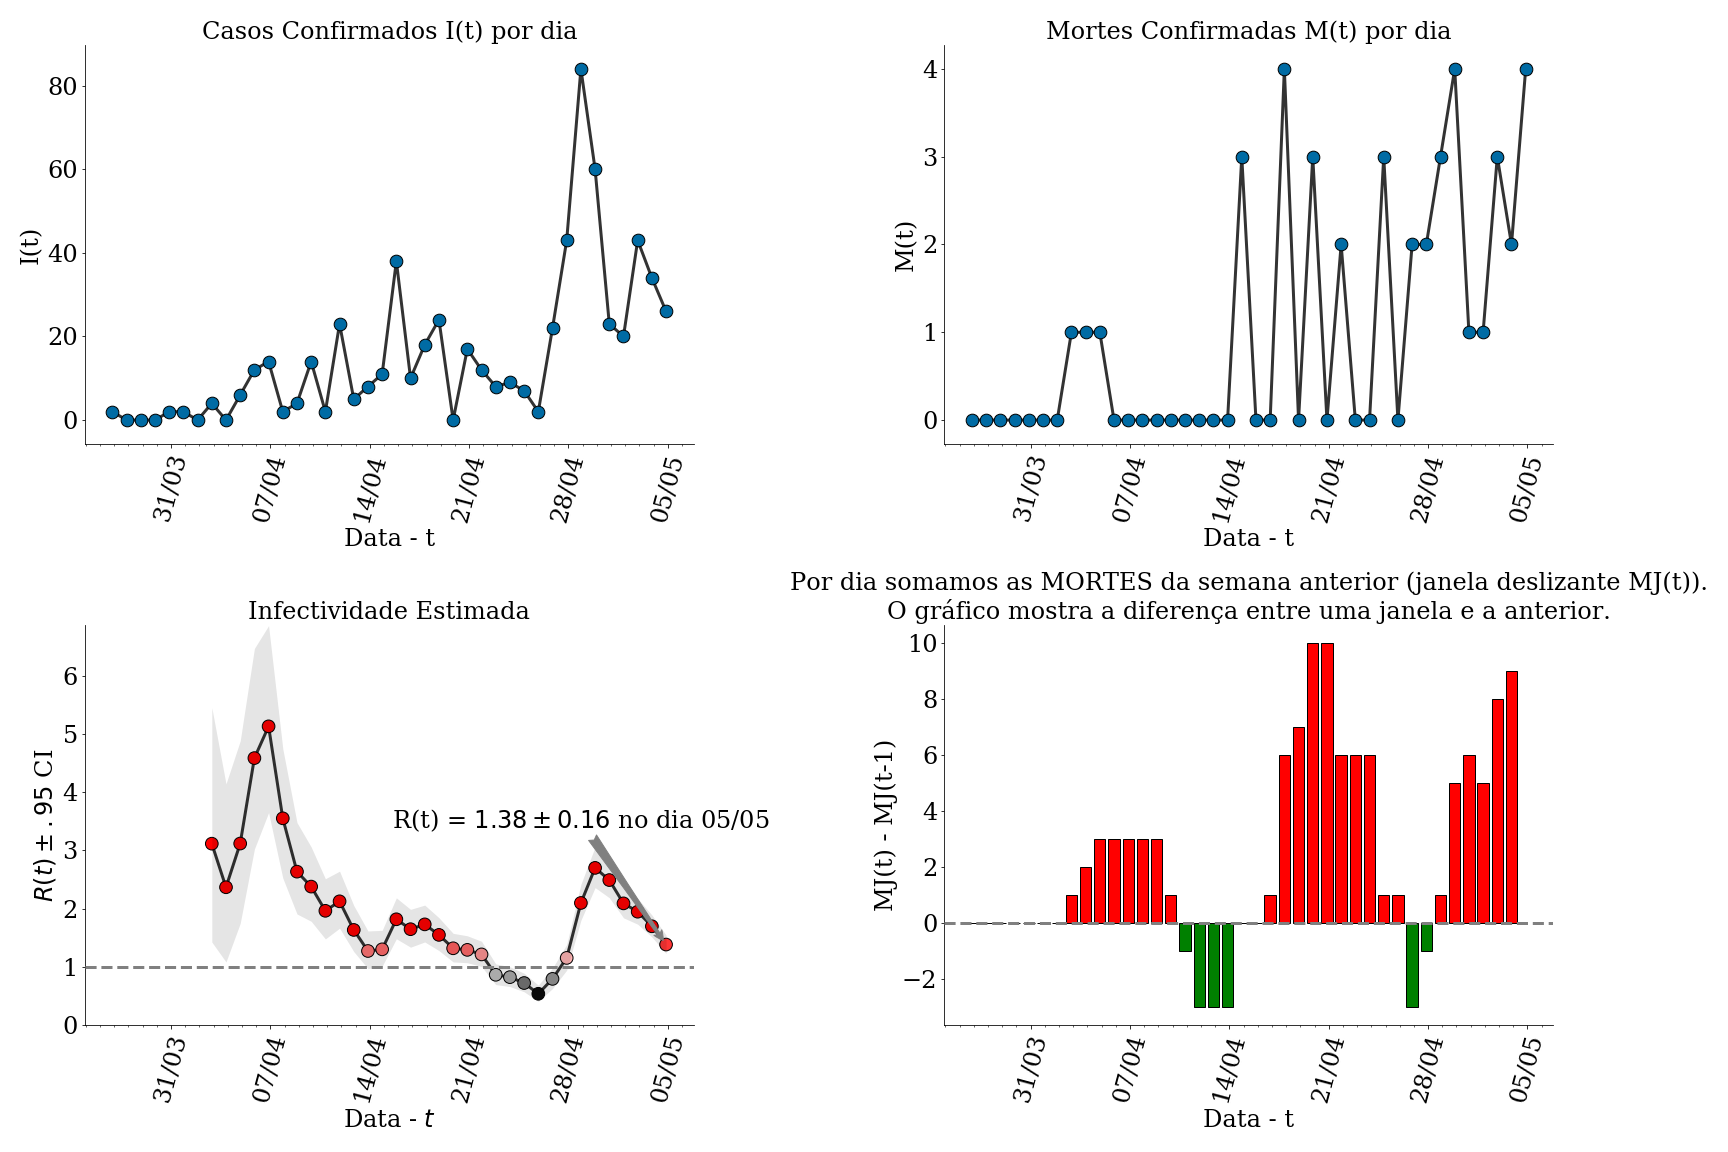 Casos Confirmados I(t) por dia
I(t)
80
60
40
20
0
31/03 07/04 14/04 21/04 28/04 05/05
Data - t
Mortes Confirmadas M(t) por dia
M(t)
4
3
2
1
0
31/03 07/04 14/04 21/04 28/04 05/05
Data - t
Infectividade Estimada
R(t) ± .95 CI
6
5
4
3
2
1
0
R(t) = 1.38 ± 0.16 no dia 05/05
31/03 07/04 14/04 21/04 28/04 05/05
Data - t
Por dia somamos as MORTES da semana anterior (janela deslizante MJ(t)).
O gráfico mostra a diferença entre uma janela e a anterior.
MJ(t) - MJ(t-1)
10
8
6
4
2
0
−2
31/03 07/04 14/04 21/04 28/04 05/05
Data - t